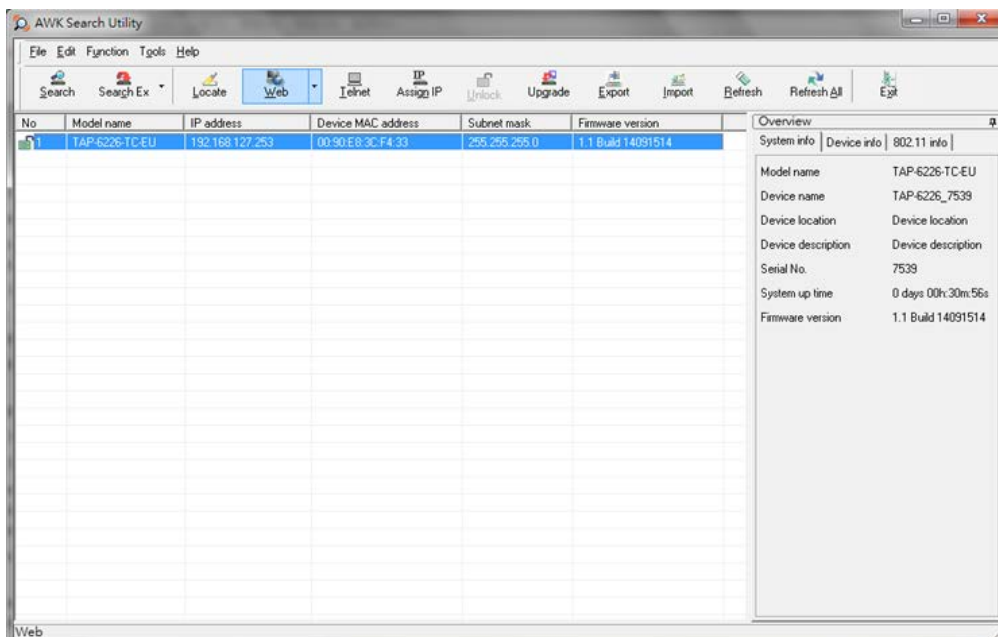 AWK Search Utility
File Edit Function Tools Help
Search Search Ex Locate Web Telnet Assign IP Unlock Upgrade Export Import Refresh Refresh All Exit
No Model name IP address Device MAC address Subnet mask Firmware version
1 TAP-6226-TC-EU 192.168.127.253 00:90:E8:3C:F4:33 255.255.255.0 1.1 Build 14091514
Overview
System info Device info 802.11 info
Model name TAP-6226-TC-EU
Device name TAP-6226_7539
Device location Device location
Device description Device description
Serial No. 7539
System up time 0 days 00h:30m:56s
Firmware version 1.1 Build 14091514
Web